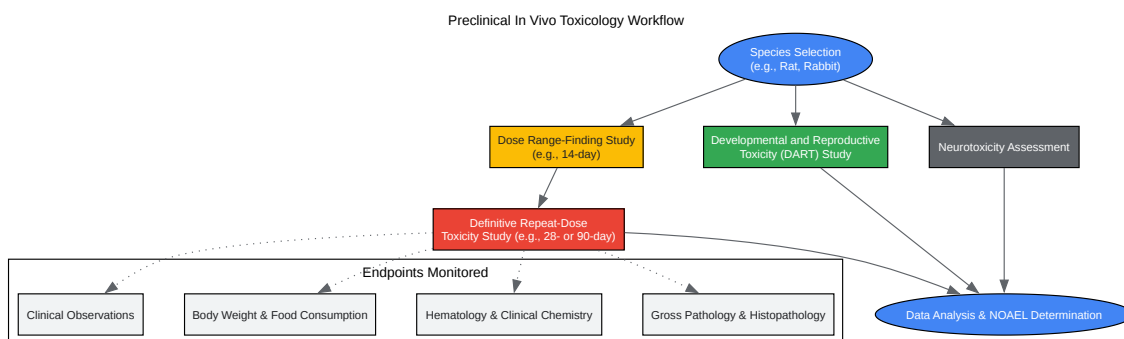 Preclinical In Vivo Toxicology Workflow
Species Selection
(e.g., Rat, Rabbit)
Dose Range-Finding Study
(e.g., 14-day)
Developmental and Reproductive
Toxicity (DART) Study
Neurotoxicity Assessment
Definitive Repeat-Dose
Toxicity Study (e.g., 28- or 90-day)
Endpoints Monitored
Clinical Observations
Body Weight & Food Consumption
Hematology & Clinical Chemistry
Gross Pathology & Histopathology
Data Analysis & NOAEL Determination